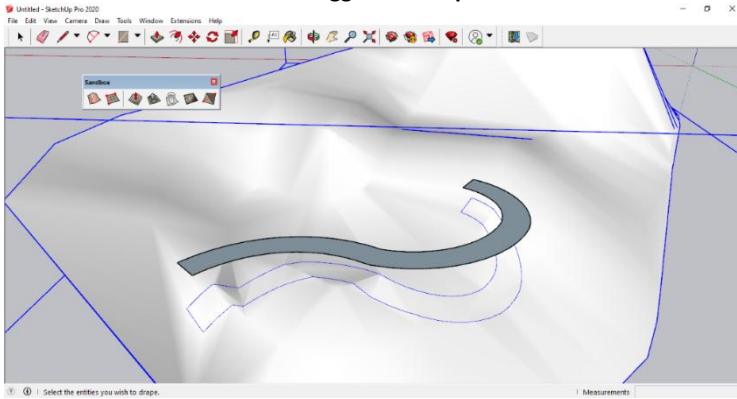 Untitled - SketchUp Pro 2020
File Edit View Camera Draw Tools Window Extensions Help
Sandbox
Select the entities you wish to drape.
Measurements